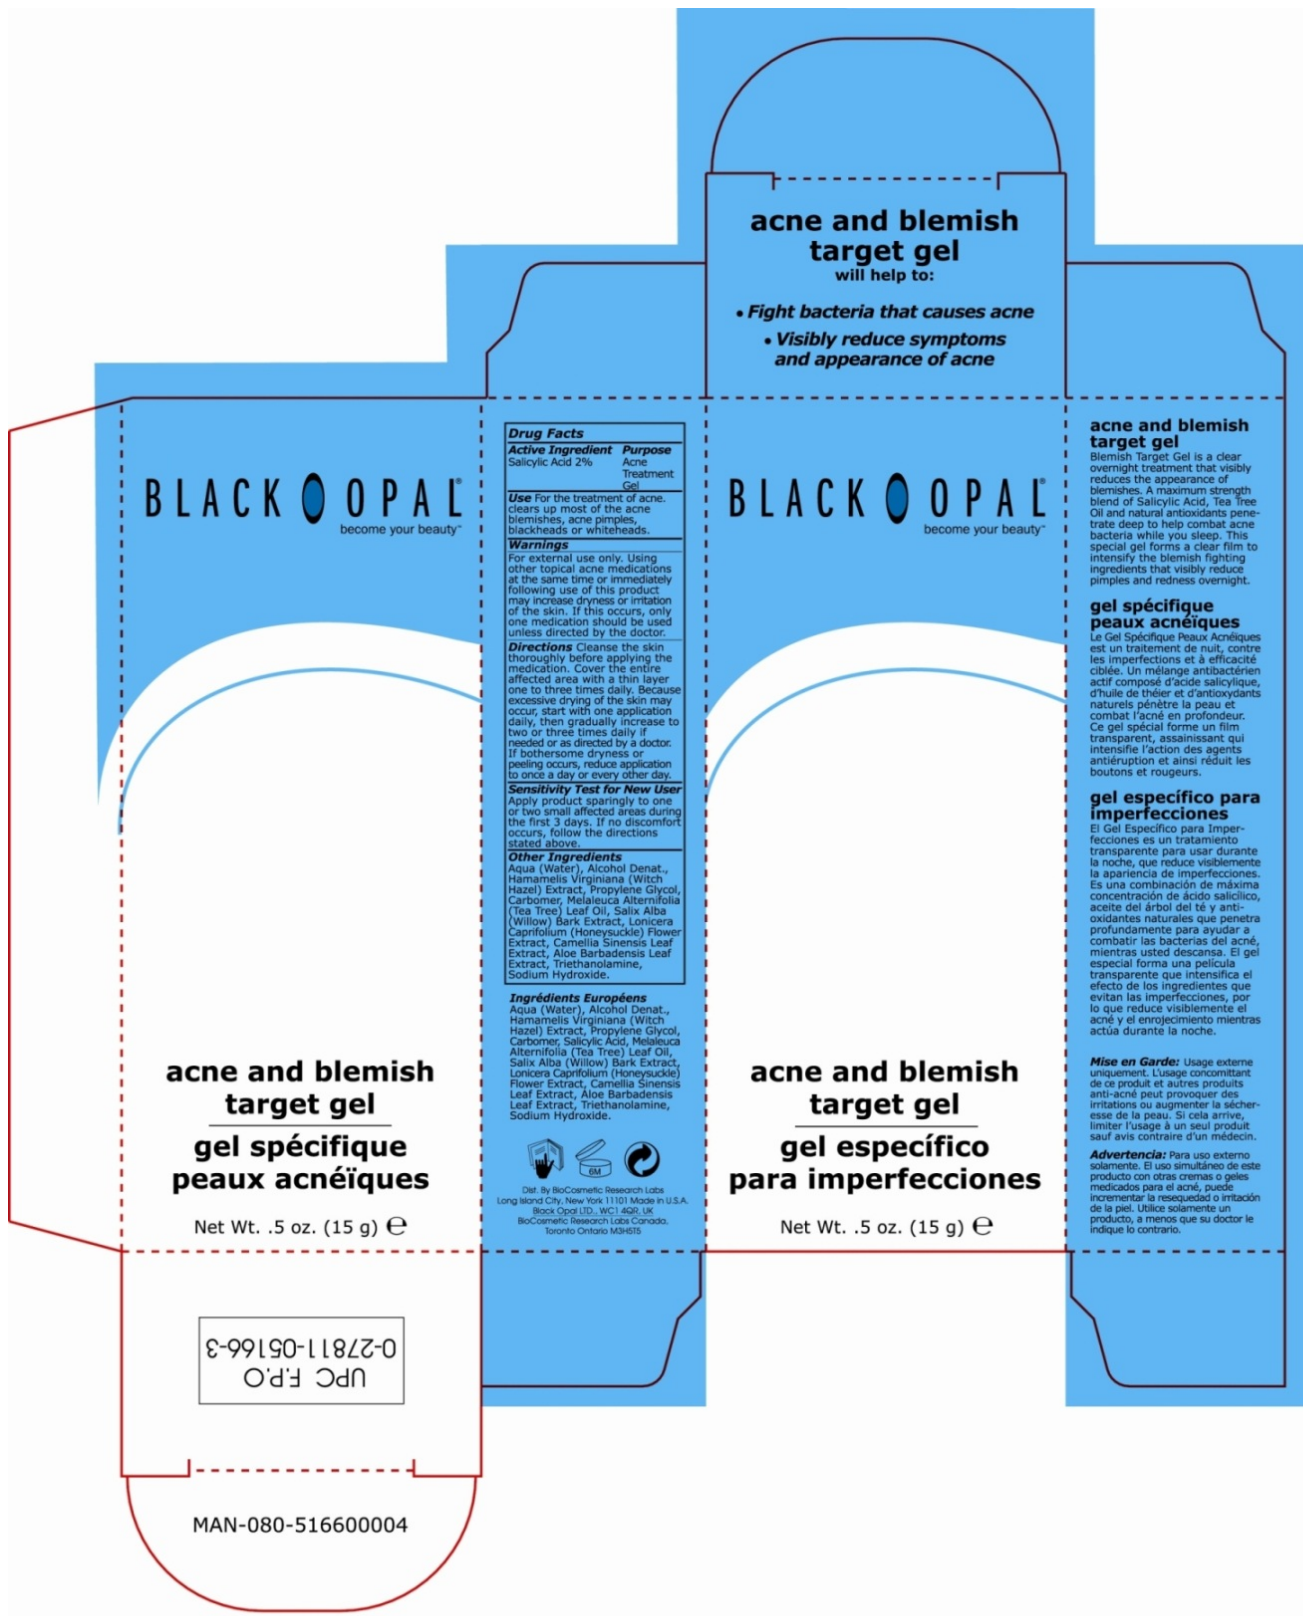 acne and blemish
target gel
will help to:
• Fight bacteria that causes acne
• Visibly reduce symptoms
and appearance of acne
BLACK OPAL®
become your beauty™
acne and blemish
target gel
gel spécifique
peaux acnéïques
Net Wt. .5 oz. (15 g) ℮
UPC F.P.O
0-27811-05166-3
MAN-080-516600004
Drug Facts
Active Ingredient Purpose
Salicylic Acid 2% Acne
Treatment
Gel
Use For the treatment of acne.
clears up most of the acne
blemishes, acne pimples,
blackheads or whiteheads.
Warnings
For external use only. Using
other topical acne medications
at the same time or immediately
following use of this product
may increase dryness or irritation
of the skin. If this occurs, only
one medication should be used
unless directed by the doctor.
Directions Cleanse the skin
thoroughly before applying the
medication. Cover the entire
affected area with a thin layer
one to three times daily. Because
excessive drying of the skin may
occur, start with one application
daily, then gradually increase to
two or three times daily if
needed or as directed by a doctor.
If bothersome dryness or
peeling occurs, reduce application
to once a day or every other day.
Sensitivity Test for New User
Apply product sparingly to one
or two small affected areas during
the first 3 days. If no discomfort
occurs, follow the directions
stated above.
Other Ingredients
Aqua (Water), Alcohol Denat.,
Hamamelis Virginiana (Witch
Hazel) Extract, Propylene Glycol,
Carbomer, Melaleuca Alternifolia
(Tea Tree) Leaf Oil, Salix Alba
(Willow) Bark Extract, Lonicera
Caprifolium (Honeysuckle) Flower
Extract, Camellia Sinensis Leaf
Extract, Aloe Barbadensis Leaf
Extract, Triethanolamine,
Sodium Hydroxide.
Ingrédients Européens
Aqua (Water), Alcohol Denat.,
Hamamelis Virginiana (Witch
Hazel) Extract, Propylene Glycol,
Carbomer, Salicylic Acid, Melaleuca
Alternifolia (Tea Tree) Leaf Oil,
Salix Alba (Willow) Bark Extract,
Lonicera Caprifolium (Honeysuckle)
Flower Extract, Camellia Sinensis
Leaf Extract, Aloe Barbadensis
Leaf Extract, Triethanolamine,
Sodium Hydroxide.
6M
Dist. By BioCosmetic Research Labs
Long Island City, New York 11101 Made in U.S.A.
Black Opal LTD., WC1 4QR, UK
BioCosmetic Research Labs Canada,
Toronto Ontario M3H5T5
BLACK OPAL®
become your beauty™
acne and blemish
target gel
gel específico
para imperfecciones
Net Wt. .5 oz. (15 g) ℮
acne and blemish
target gel
Blemish Target Gel is a clear
overnight treatment that visibly
reduces the appearance of
blemishes. A maximum strength
blend of Salicylic Acid, Tea Tree
Oil and natural antioxidants pene-
trate deep to help combat acne
bacteria while you sleep. This
special gel forms a clear film to
intensify the blemish fighting
ingredients that visibly reduce
pimples and redness overnight.
gel spécifique
peaux acnéïques
Le Gel Spécifique Peaux Acnéïques
est un traitement de nuit, contre
les imperfections et à efficacité
ciblée. Un mélange antibactérien
actif composé d'acide salicylique,
d'huile de théier et d'antioxydants
naturels pénètre la peau et
combat l'acné en profondeur.
Ce gel spécial forme un film
transparent, assainissant qui
intensifie l'action des agents
antiéruption et ainsi réduit les
boutons et rougeurs.
gel específico para
imperfecciones
El Gel Específico para Imper-
fecciones es un tratamiento
transparente para usar durante
la noche, que reduce visiblemente
la apariencia de imperfecciones.
Es una combinación de máxima
concentración de ácido salicílico,
aceite del árbol del té y anti-
oxidantes naturales que penetra
profundamente para ayudar a
combatir las bacterias del acné,
mientras usted descansa. El gel
especial forma una película
transparente que intensifica el
efecto de los ingredientes que
evitan las imperfecciones, por
lo que reduce visiblemente el
acné y el enrojecimiento mientras
actúa durante la noche.
Mise en Garde: Usage externe
uniquement. L'usage concomittant
de ce produit et autres produits
anti-acné peut provoquer des
irritations ou augmenter la sécher-
esse de la peau. Si cela arrive,
limiter l'usage à un seul produit
sauf avis contraire d'un médecin.
Advertencia: Para uso externo
solamente. El uso simultáneo de este
producto con otras cremas o geles
medicados para el acné, puede
incrementar la resequedad o irritación
de la piel. Utilice solamente un
producto, a menos que su doctor le
indique lo contrario.